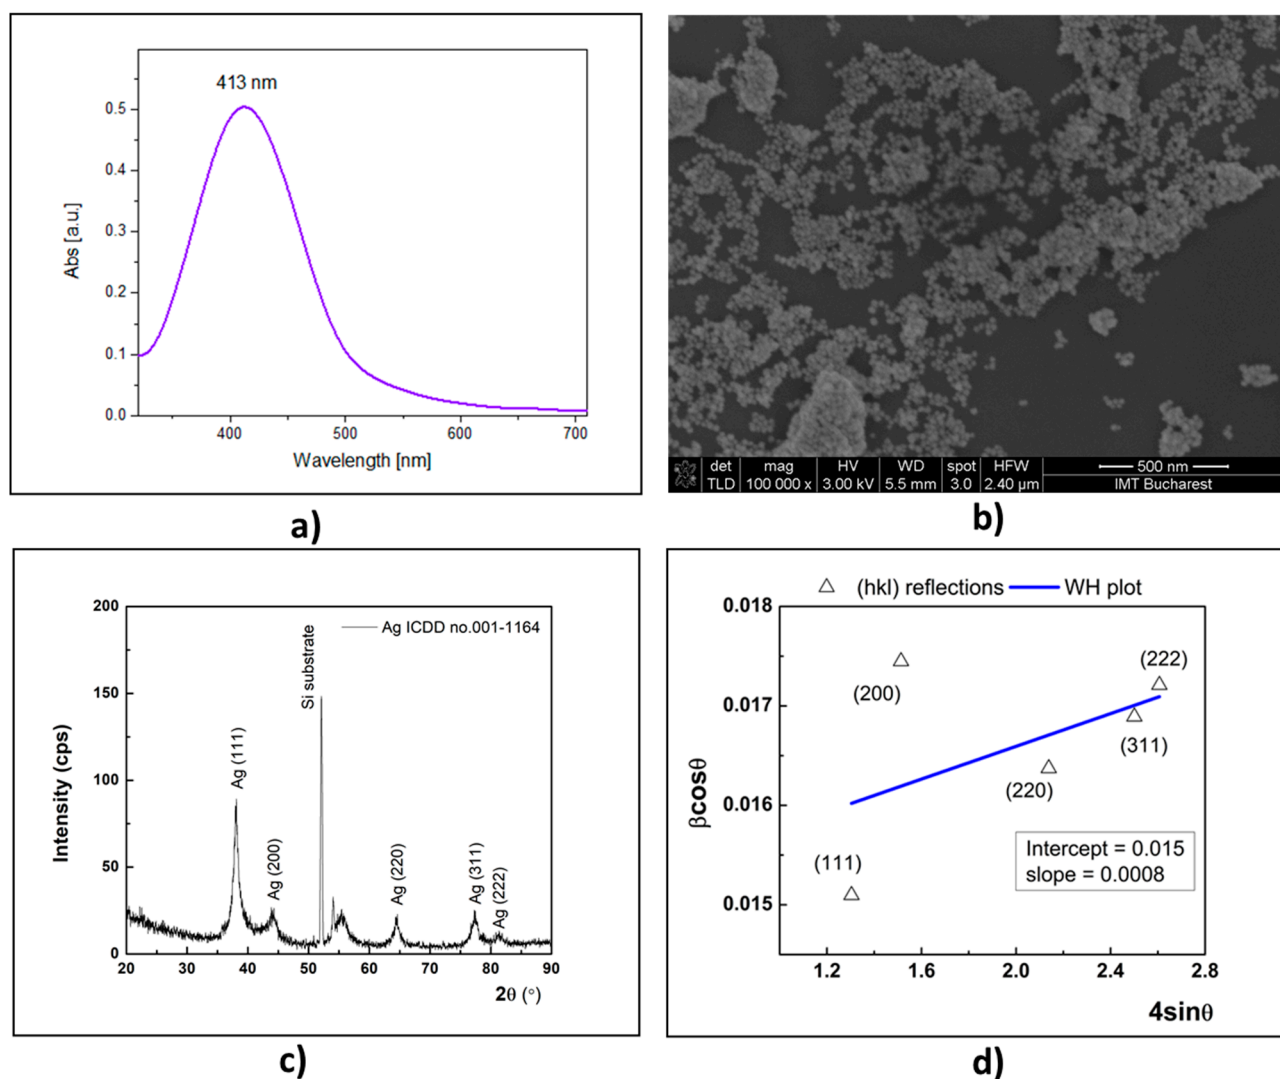 413 nm
0.5
0.4
0.3
0.2
0.1
0.0
400 500 600 700
Abs [a.u.]
Wavelength [nm]
a)
det mag HV WD spot HFW 500 nm
TLD 100 000 x 3.00 kV 5.5 mm 3.0 2.40 µm IMT Bucharest
b)
200
150
100
50
0
20 30 40 50 60 70 80 90
Intensity (cps)
2θ (°)
Ag ICDD no.001-1164
Ag (111)
Ag (200)
Si substrate
Ag (220)
Ag (311)
Ag (222)
c)
(hkl) reflections WH plot
0.018
0.017
0.016
0.015
1.2 1.6 2.0 2.4 2.8
βcosθ
4sinθ
(200)
(222)
(311)
(220)
(111)
Intercept = 0.015
slope = 0.0008
d)